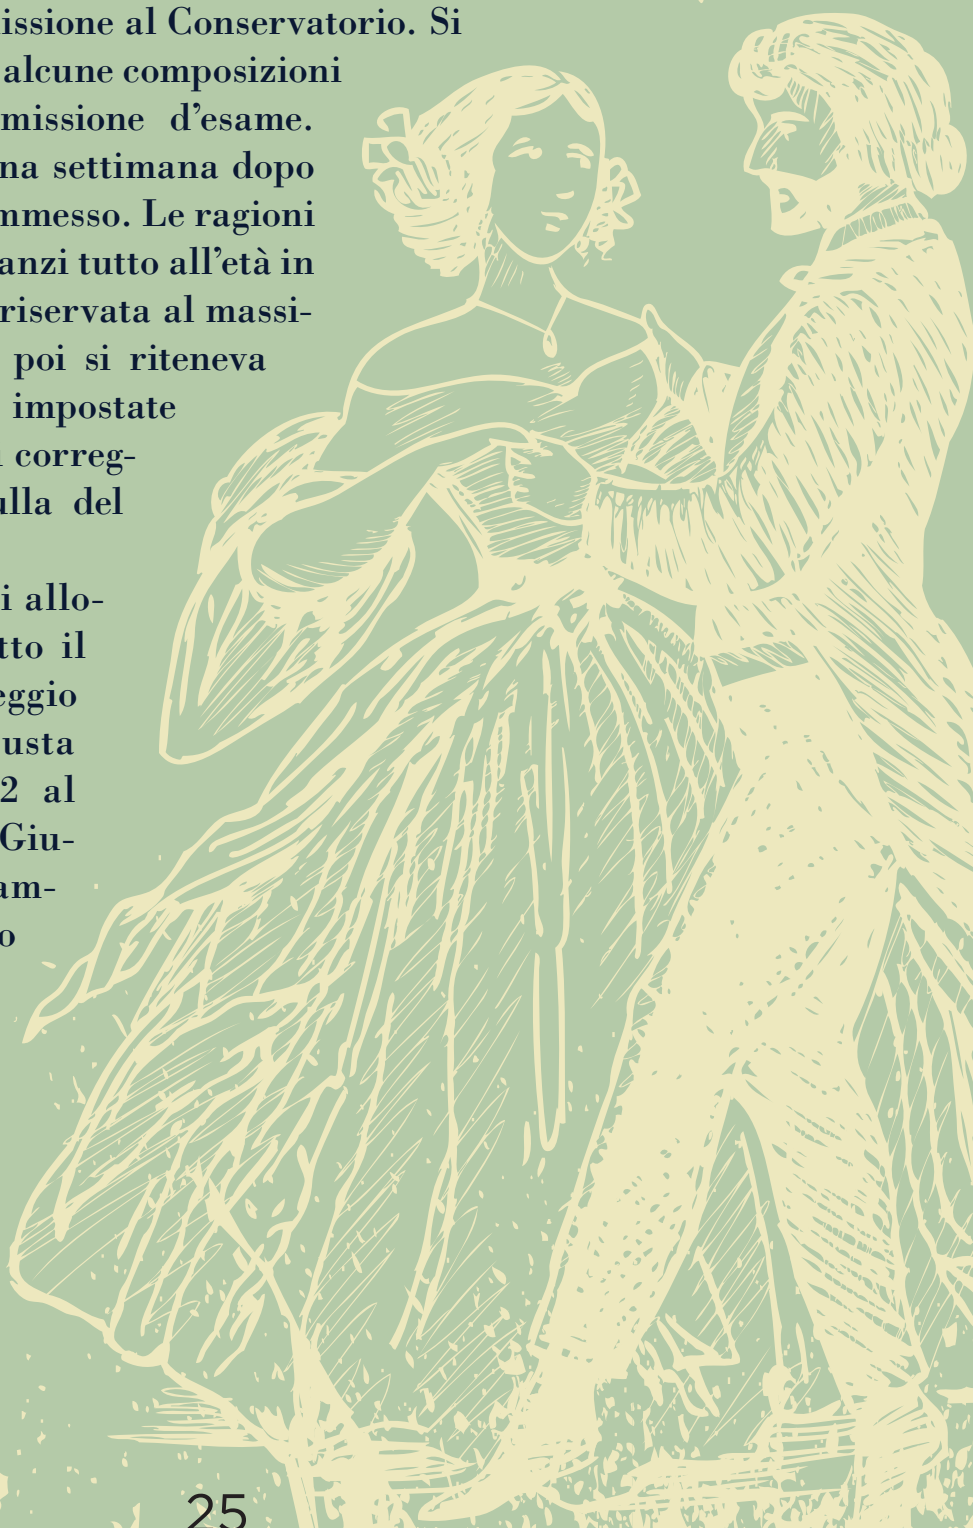 issione al Conservatorio. Si
alcune composizioni
missione d’esame.
na settimana dopo
mmesso. Le ragioni
anzi tutto all’età in
riservata al massi-
poi si riteneva
impostate
i correg-
ulla del
i allo-
tto il
eggio
usta
2 al
Giu-
am-
o
25